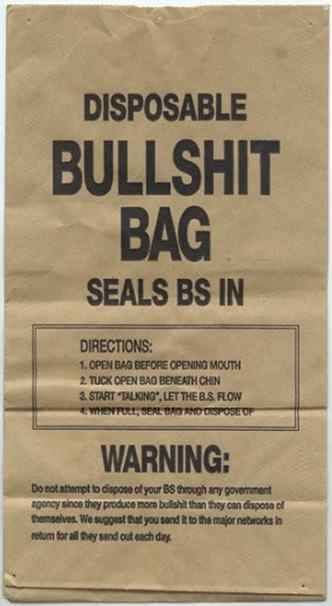 DISPOSABLE
BULLSHIT
BAG
SEALS BS IN
DIRECTIONS:
1. OPEN BAG BEFORE OPENING MOUTH
2. TUCK OPEN BAG BENEATH CHIN
3. START "TALKING", LET THE B.S. FLOW
4. WHEN FULL, SEAL BAG AND DISPOSE OF
WARNING:
Do not attempt to dispose of your BS through any government
agency since they produce more bullshit than they can dispose of
themselves. We suggest that you send it to the major networks in
return for all they send out each day.